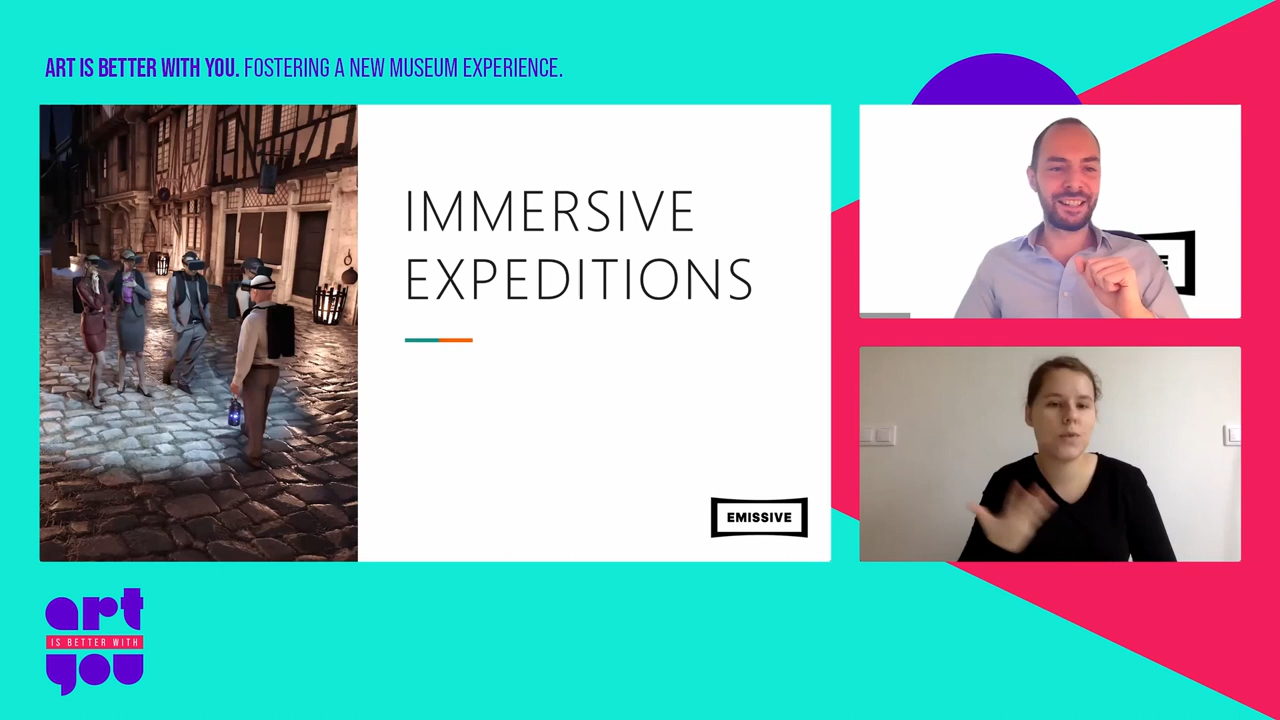 ART IS BETTER WITH YOU. FOSTERING A NEW MUSEUM EXPERIENCE.
IMMERSIVE
EXPEDITIONS
EMISSIVE
art
IS BETTER WITH
you